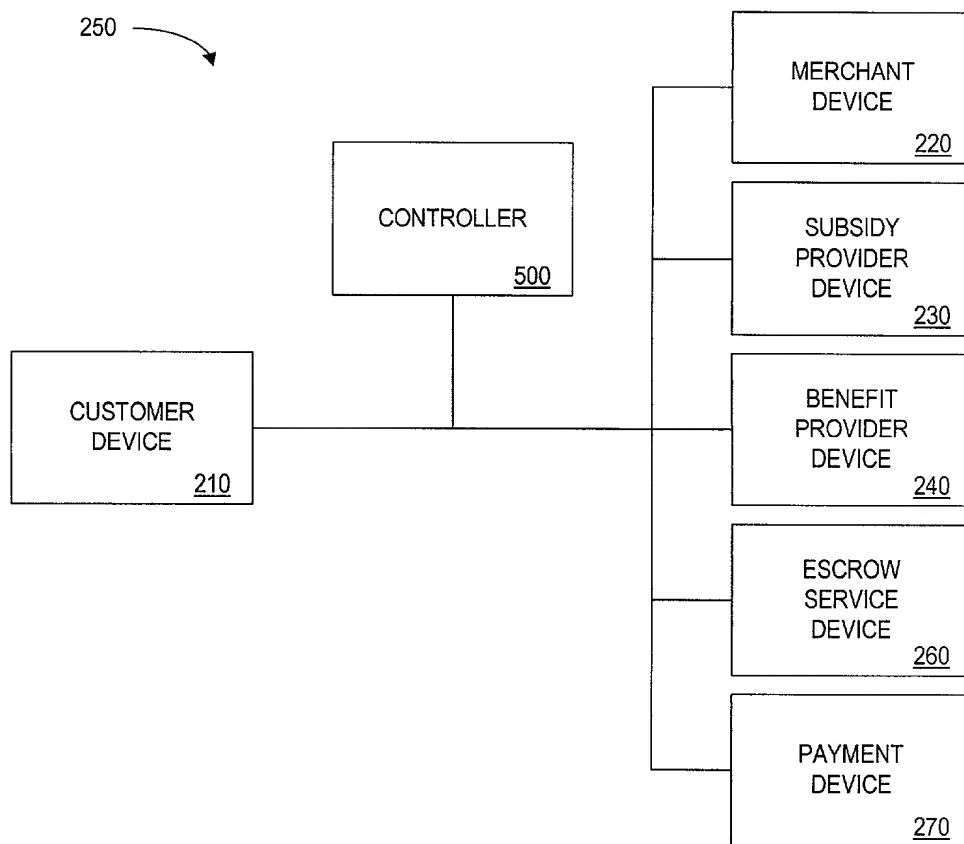 250
MERCHANT
DEVICE
220
CONTROLLER
500
SUBSIDY
PROVIDER
DEVICE
230
CUSTOMER
DEVICE
210
BENEFIT
PROVIDER
DEVICE
240
ESCROW
SERVICE
DEVICE
260
PAYMENT
DEVICE
270